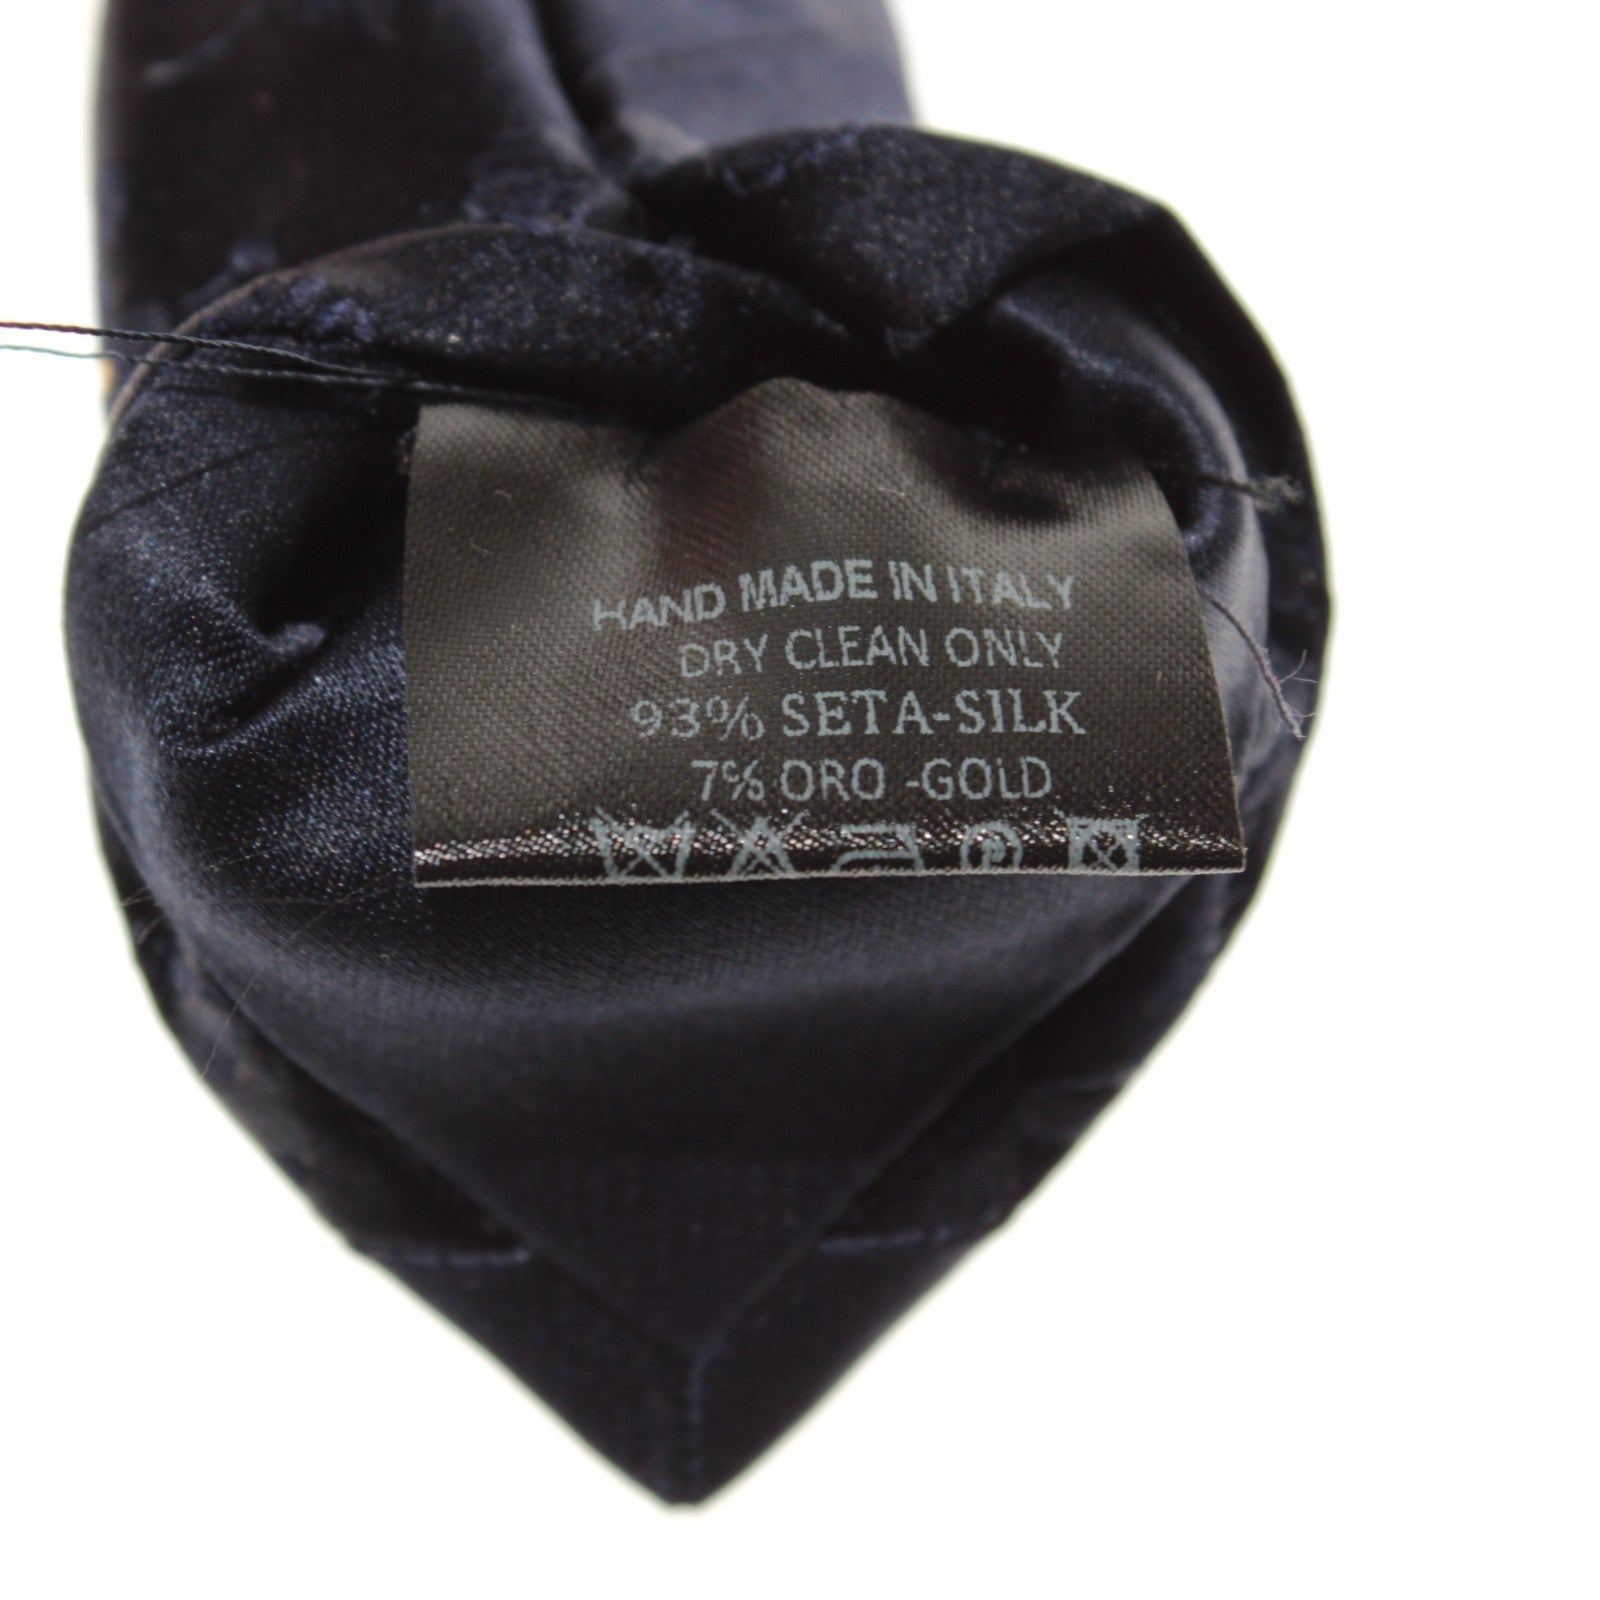 HAND MADE IN ITALY
DRY CLEAN ONLY
93% SETA-SILK
7% ORO -GOLD